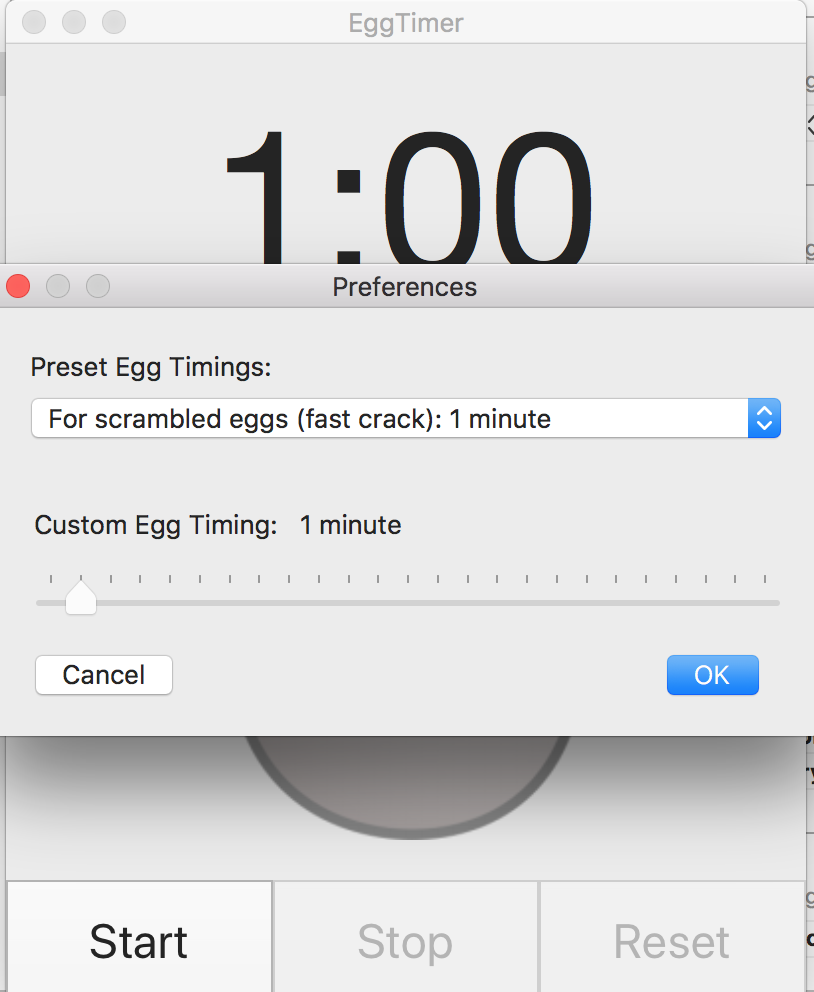 EggTimer
1:00
Preferences
Preset Egg Timings:
For scrambled eggs (fast crack): 1 minute
Custom Egg Timing: 1 minute
Cancel OK
Start Stop Reset